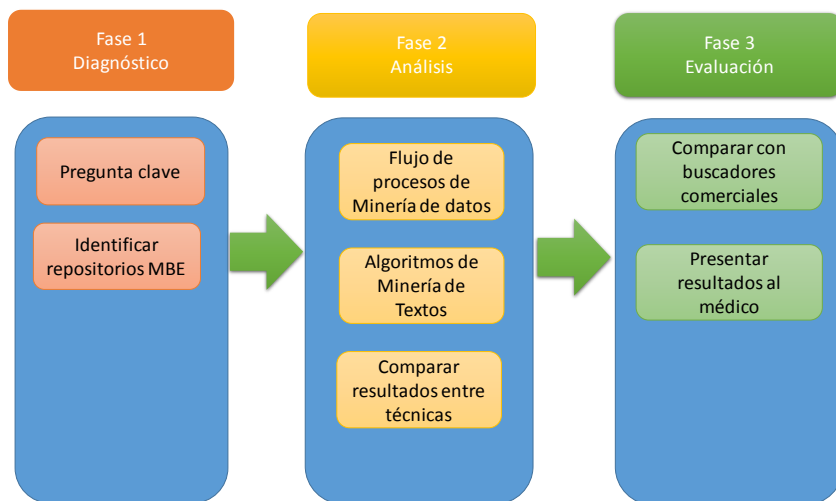 Fase 1
Diagnóstico
Fase 2
Análisis
Fase 3
Evaluación
Pregunta clave
Identificar
repositorios MBE
Flujo de
procesos de
Minería de datos
Algoritmos de
Minería de
Textos
Comparar
resultados entre
técnicas
Comparar con
buscadores
comerciales
Presentar
resultados al
médico